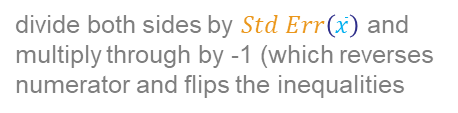 divide both sides by Std Err(ẋ) and
multiply through by -1 (which reverses
numerator and flips the inequalities